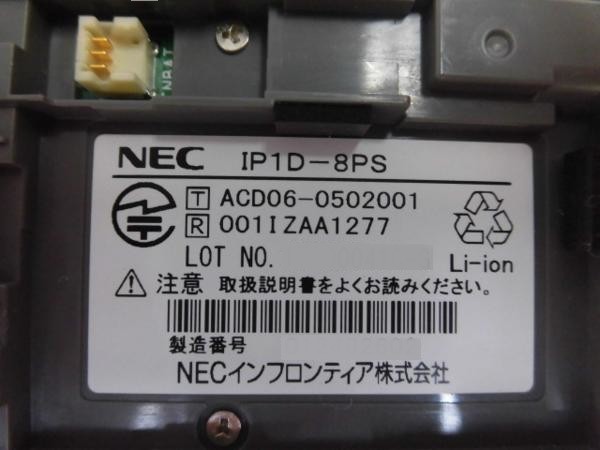 NEC IP1D-8PS
T ACD06-0502001
R 001IZAA1277
LOT NO.
Li-ion
注意 取扱説明書をよくお読みください。
製造番号
NECインフロンティア株式会社